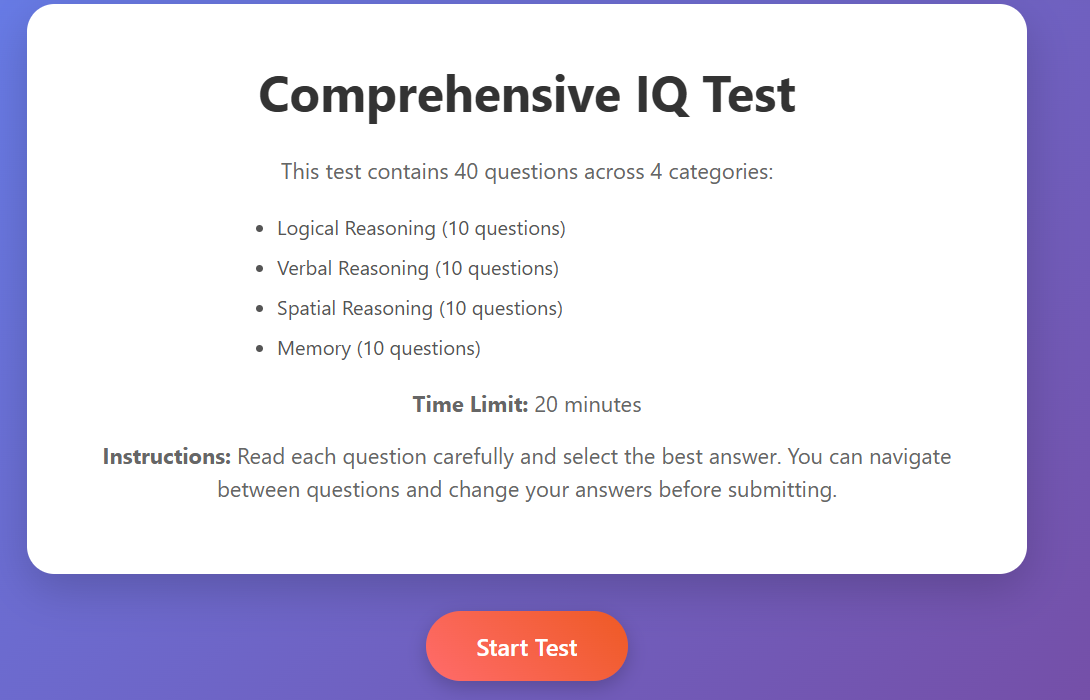 Comprehensive IQ Test
This test contains 40 questions across 4 categories:
Logical Reasoning (10 questions)
Verbal Reasoning (10 questions)
Spatial Reasoning (10 questions)
Memory (10 questions)
Time Limit: 20 minutes
Instructions: Read each question carefully and select the best answer. You can navigate
between questions and change your answers before submitting.
Start Test